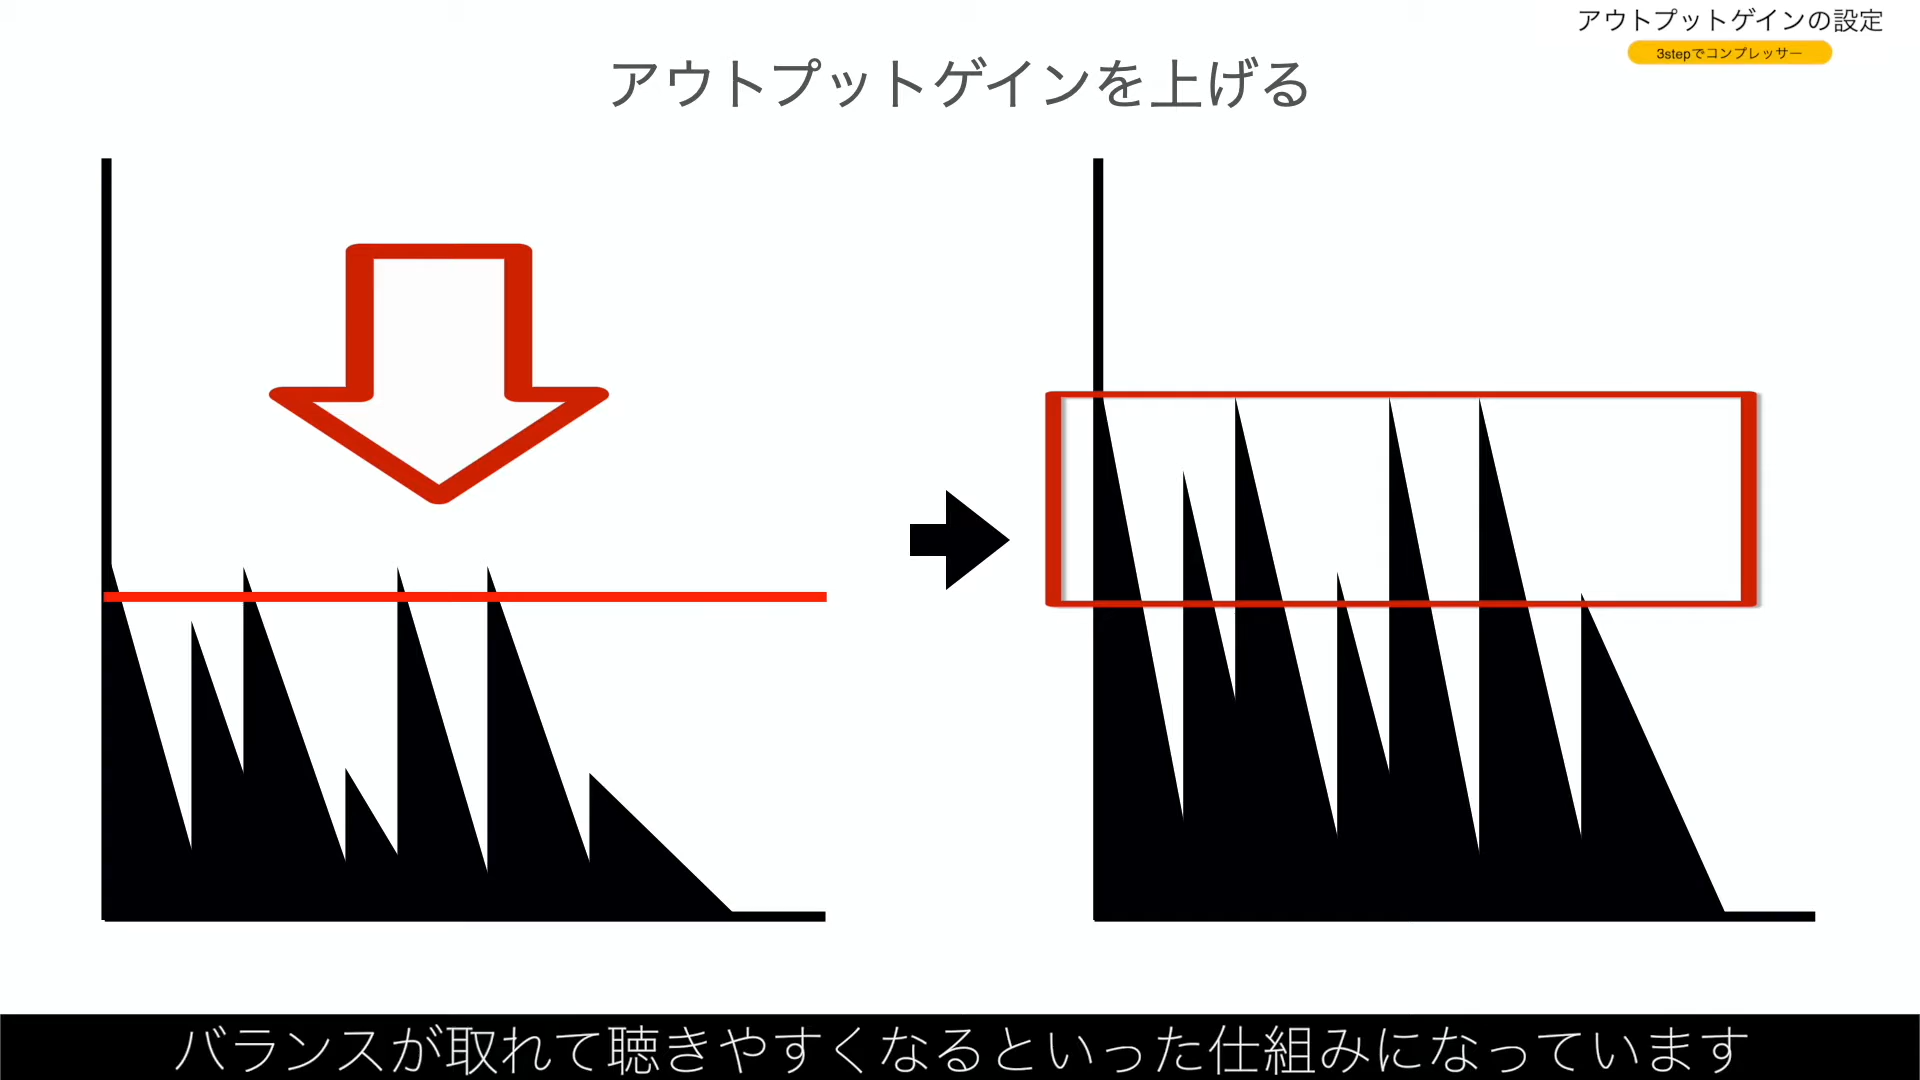 アウトプットゲインの設定
3stepでコンプレッサー
アウトプットゲインを上げる
バランスが取れて聴きやすくなるといった仕組みになっています